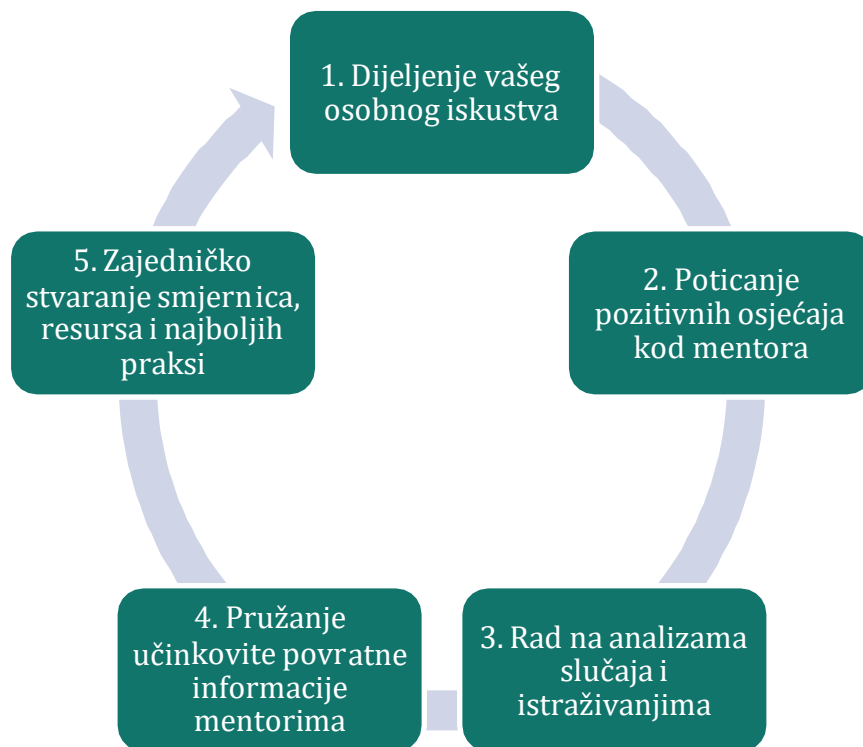 1. Dijeljenje vašeg
osobnog iskustva
2. Poticanje
pozitivnih osjećaja
kod mentora
3. Rad na analizama
slučaja i
istraživanjima
4. Pružanje
učinkovite povratne
informacije
mentorima
5. Zajedničko
stvaranje smjernica,
resursa i najboljih
praksi